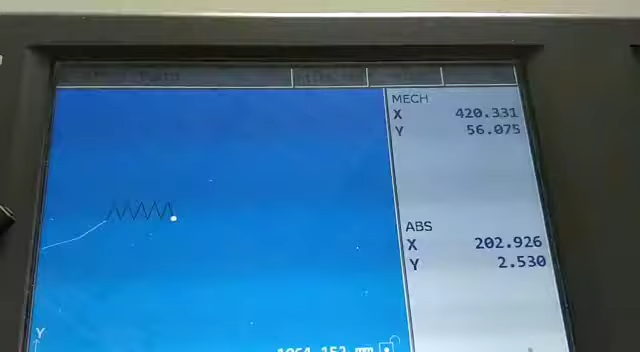 MECH
X 420.331
Y 56.075
ABS
X 202.926
Y 2.530
Y